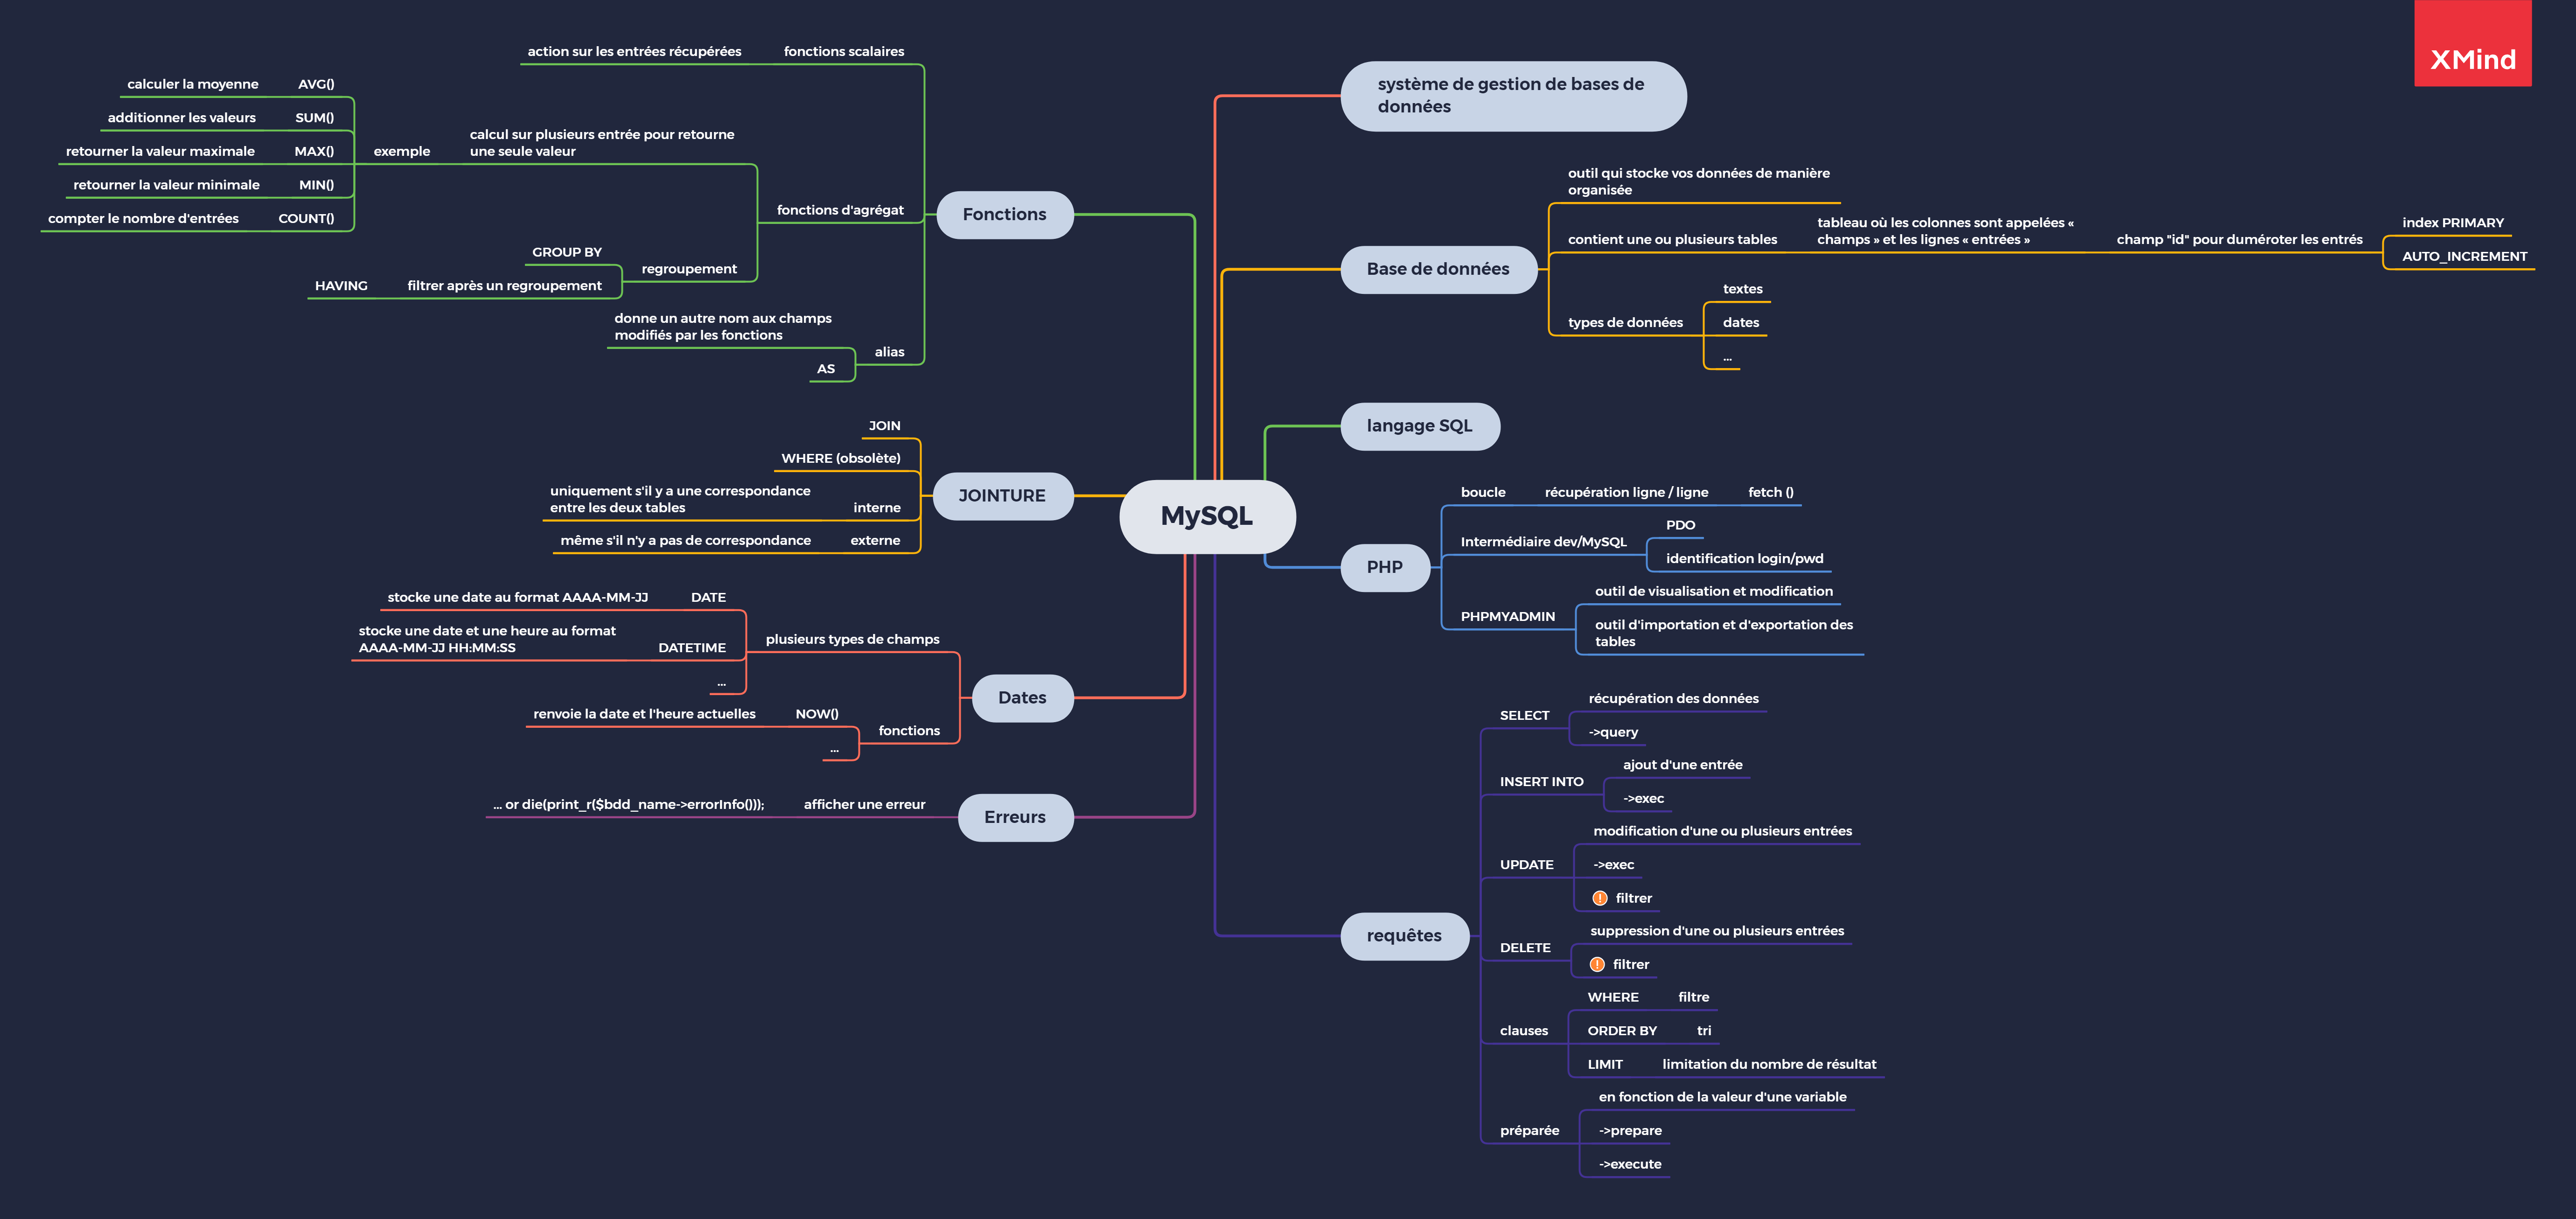 XMind
MySQL
système de gestion de bases de
données
Base de données
outil qui stocke vos données de manière
organisée
contient une ou plusieurs tables
tableau où les colonnes sont appelées «
champs » et les lignes « entrées »
champ "id" pour duméroter les entrés
index PRIMARY
AUTO_INCREMENT
types de données
textes
dates
...
langage SQL
PHP
boucle
récupération ligne / ligne
fetch ()
Intermédiaire dev/MySQL
PDO
identification login/pwd
PHPMYADMIN
outil de visualisation et modification
outil d'importation et d'exportation des
tables
requêtes
SELECT
récupération des données
->query
INSERT INTO
ajout d'une entrée
->exec
UPDATE
modification d'une ou plusieurs entrées
->exec
! filtrer
DELETE
suppression d'une ou plusieurs entrées
! filtrer
clauses
WHERE
filtre
ORDER BY
tri
LIMIT
limitation du nombre de résultat
préparée
en fonction de la valeur d'une variable
->prepare
->execute
Fonctions
fonctions scalaires
action sur les entrées récupérées
fonctions d'agrégat
calcul sur plusieurs entrée pour retourne
une seule valeur
exemple
AVG()
calculer la moyenne
SUM()
additionner les valeurs
MAX()
retourner la valeur maximale
MIN()
retourner la valeur minimale
COUNT()
compter le nombre d'entrées
regroupement
GROUP BY
filtrer après un regroupement
HAVING
alias
donne un autre nom aux champs
modifiés par les fonctions
AS
JOINTURE
JOIN
WHERE (obsolète)
interne
uniquement s'il y a une correspondance
entre les deux tables
externe
même s'il n'y a pas de correspondance
Dates
plusieurs types de champs
DATE
stocke une date au format AAAA-MM-JJ
DATETIME
stocke une date et une heure au format
AAAA-MM-JJ HH:MM:SS
...
fonctions
NOW()
renvoie la date et l'heure actuelles
...
Erreurs
afficher une erreur
... or die(print_r($bdd_name->errorInfo()));